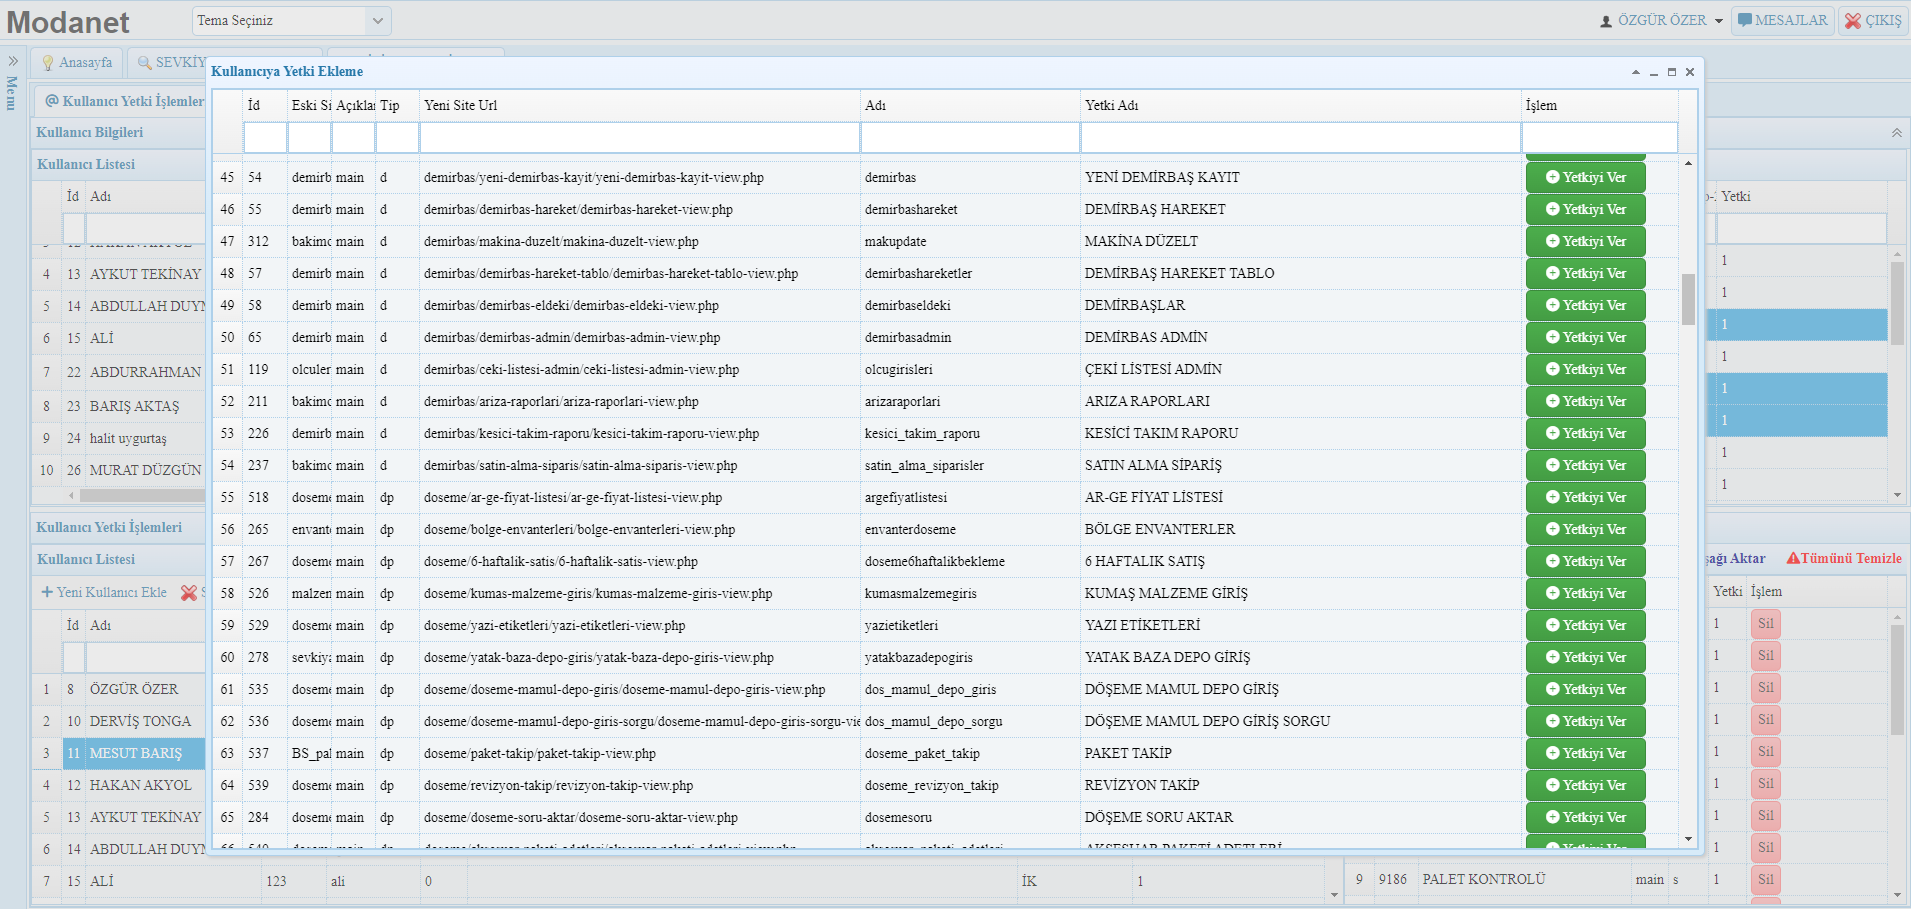 Modanet
Tema Seçiniz
ÖZGÜR ÖZER
MESAJLAR
ÇIKIŞ
Menu
Anasayfa
SEVKİY
@ Kullanıcı Yetki İşlemler
Kullanıcı Bilgileri
Kullanıcı Listesi
İd Adı
4 13 AYKUT TEKİNAY
5 14 ABDULLAH DUYM
6 15 ALİ
7 22 ABDURRAHMAN
8 23 BARIŞ AKTAŞ
9 24 halit uygurtaş
10 26 MURAT DÜZGÜN
Kullanıcı Yetki İşlemleri
Kullanıcı Listesi
Yeni Kullanıcı Ekle
İd Adı
1 8 ÖZGÜR ÖZER
2 10 DERVİŞ TONGA
3 11 MESUT BARIŞ
4 12 HAKAN AKYOL
5 13 AYKUT TEKİNAY
6 14 ABDULLAH DUYM
7 15 ALİ 123 ali 0 İK 1
Kullanıcıya Yetki Ekleme
İd Eski Si Açıklaı Tip Yeni Site Url Adı Yetki Adı İşlem
45 54 demirb main d demirbas/yeni-demirbas-kayit/yeni-demirbas-kayit-view.php demirbas YENİ DEMİRBAŞ KAYIT Yetkiyi Ver
46 55 demirb main d demirbas/demirbas-hareket/demirbas-hareket-view.php demirbashareket DEMİRBAŞ HAREKET Yetkiyi Ver
47 312 bakimc main d demirbas/makina-duzelt/makina-duzelt-view.php makupdate MAKİNA DÜZELT Yetkiyi Ver
48 57 demirb main d demirbas/demirbas-hareket-tablo/demirbas-hareket-tablo-view.php demirbashareketler DEMİRBAŞ HAREKET TABLO Yetkiyi Ver
49 58 demirb main d demirbas/demirbas-eldeki/demirbas-eldeki-view.php demirbaseldeki DEMİRBAŞLAR Yetkiyi Ver
50 65 demirb main d demirbas/demirbas-admin/demirbas-admin-view.php demirbasadmin DEMİRBAS ADMİN Yetkiyi Ver
51 119 olculer main d demirbas/ceki-listesi-admin/ceki-listesi-admin-view.php olcugirisleri ÇEKİ LİSTESİ ADMİN Yetkiyi Ver
52 211 bakimc main d demirbas/ariza-raporlari/ariza-raporlari-view.php arizaraporlari ARIZA RAPORLARI Yetkiyi Ver
53 226 demirb main d demirbas/kesici-takim-raporu/kesici-takim-raporu-view.php kesici_takim_raporu KESİCİ TAKIM RAPORU Yetkiyi Ver
54 237 bakimc main d demirbas/satin-alma-siparis/satin-alma-siparis-view.php satin_alma_siparisler SATIN ALMA SİPARİŞ Yetkiyi Ver
55 518 doseme main dp doseme/ar-ge-fiyat-listesi/ar-ge-fiyat-listesi-view.php argefiyatlistesi AR-GE FİYAT LİSTESİ Yetkiyi Ver
56 265 envante main dp doseme/bolge-envanterleri/bolge-envanterleri-view.php envanterdoseme BÖLGE ENVANTERLER Yetkiyi Ver
57 267 doseme main dp doseme/6-haftalik-satis/6-haftalik-satis-view.php doseme6haftalikbekleme 6 HAFTALIK SATIŞ Yetkiyi Ver
58 526 malzem main dp doseme/kumas-malzeme-giris/kumas-malzeme-giris-view.php kumasmalzemegiris KUMAŞ MALZEME GİRİŞ Yetkiyi Ver
59 529 doseme main dp doseme/yazi-etiketleri/yazi-etiketleri-view.php yazietiketleri YAZI ETİKETLERİ Yetkiyi Ver
60 278 sevkiya main dp doseme/yatak-baza-depo-giris/yatak-baza-depo-giris-view.php yatakbazadepogiris YATAK BAZA DEPO GİRİŞ Yetkiyi Ver
61 535 doseme main dp doseme/doseme-mamul-depo-giris/doseme-mamul-depo-giris-view.php dos_mamul_depo_giris DÖŞEME MAMUL DEPO GİRİŞ Yetkiyi Ver
62 536 doseme main dp doseme/doseme-mamul-depo-giris-sorgu/doseme-mamul-depo-giris-sorgu-vie dos_mamul_depo_sorgu DÖŞEME MAMUL DEPO GİRİŞ SORGU Yetkiyi Ver
63 537 BS_pal main dp doseme/paket-takip/paket-takip-view.php doseme_paket_takip PAKET TAKİP Yetkiyi Ver
64 539 doseme main dp doseme/revizyon-takip/revizyon-takip-view.php doseme_revizyon_takip REVİZYON TAKİP Yetkiyi Ver
65 284 doseme main dp doseme/doseme-soru-aktar/doseme-soru-aktar-view.php dosemesoru DÖŞEME SORU AKTAR Yetkiyi Ver
Yetki
1
1
1
1
1
1
1
1
şağı Aktar Tümünü Temizle
Yetki İşlem
1 Sil
1 Sil
1 Sil
1 Sil
1 Sil
1 Sil
1 Sil
1 Sil
9 9186 PALET KONTROLÜ main s 1 Sil